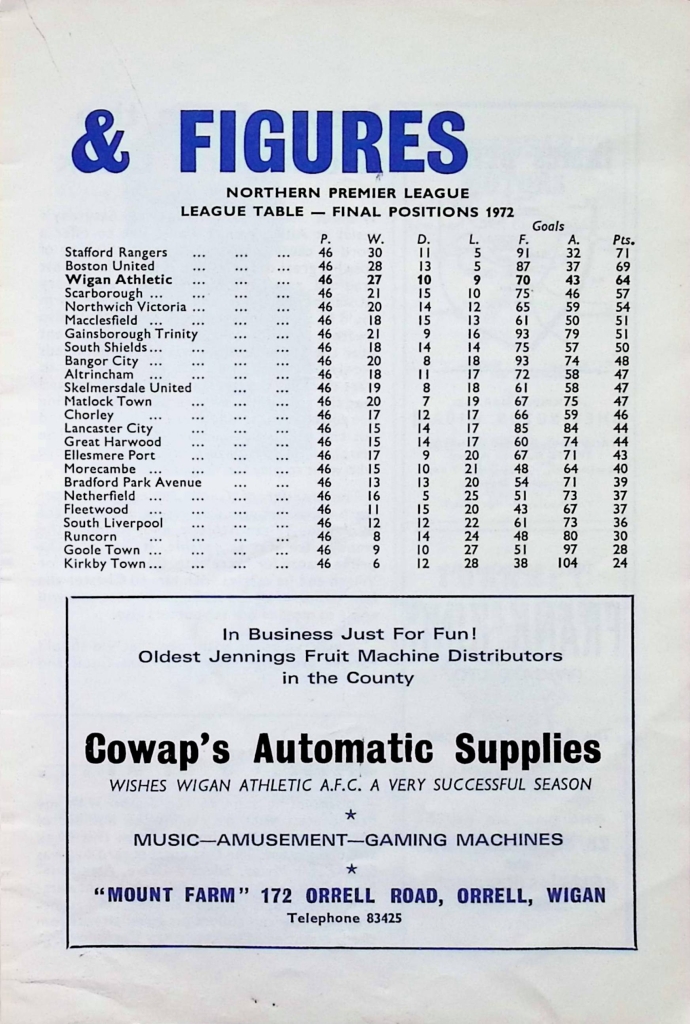 & FIGURES
NORTHERN PREMIER LEAGUE
LEAGUE TABLE — FINAL POSITIONS 1972
Goals
P. W. D. L. F. A. Pts.
Stafford Rangers ... ... ... 46 30 11 5 91 32 71
Boston United ... ... ... 46 28 13 5 87 37 69
Wigan Athletic ... ... ... 46 27 10 9 70 43 64
Scarborough ... ... ... ... 46 21 15 10 75 46 57
Northwich Victoria ... ... ... 46 20 14 12 65 59 54
Macclesfield ... ... ... ... 46 18 15 13 61 50 51
Gainsborough Trinity ... ... ... 46 21 9 16 93 79 51
South Shields ... ... ... ... 46 18 14 14 75 57 50
Bangor City ... ... ... ... 46 20 8 18 93 74 48
Altrincham ... ... ... ... 46 18 11 17 72 58 47
Skelmersdale United ... ... ... 46 19 8 18 61 58 47
Matlock Town ... ... ... 46 20 7 19 67 75 47
Chorley ... ... ... ... 46 17 12 17 66 59 46
Lancaster City ... ... ... 46 15 14 17 85 84 44
Great Harwood ... ... ... 46 15 14 17 60 74 44
Ellesmere Port ... ... ... 46 17 9 20 67 71 43
Morecambe ... ... ... ... 46 15 10 21 48 64 40
Bradford Park Avenue ... ... 46 13 13 20 54 71 39
Netherfield ... ... ... ... 46 16 5 25 51 73 37
Fleetwood ... ... ... ... 46 11 15 20 43 67 37
South Liverpool ... ... ... 46 12 12 22 61 73 36
Runcorn ... ... ... ... 46 8 14 24 48 80 30
Goole Town ... ... ... ... 46 9 10 27 51 97 28
Kirkby Town ... ... ... ... 46 6 12 28 38 104 24
In Business Just For Fun!
Oldest Jennings Fruit Machine Distributors
in the County
Cowap's Automatic Supplies
WISHES WIGAN ATHLETIC A.F.C. A VERY SUCCESSFUL SEASON
★
MUSIC—AMUSEMENT—GAMING MACHINES
★
"MOUNT FARM" 172 ORRELL ROAD, ORRELL, WIGAN
Telephone 83425